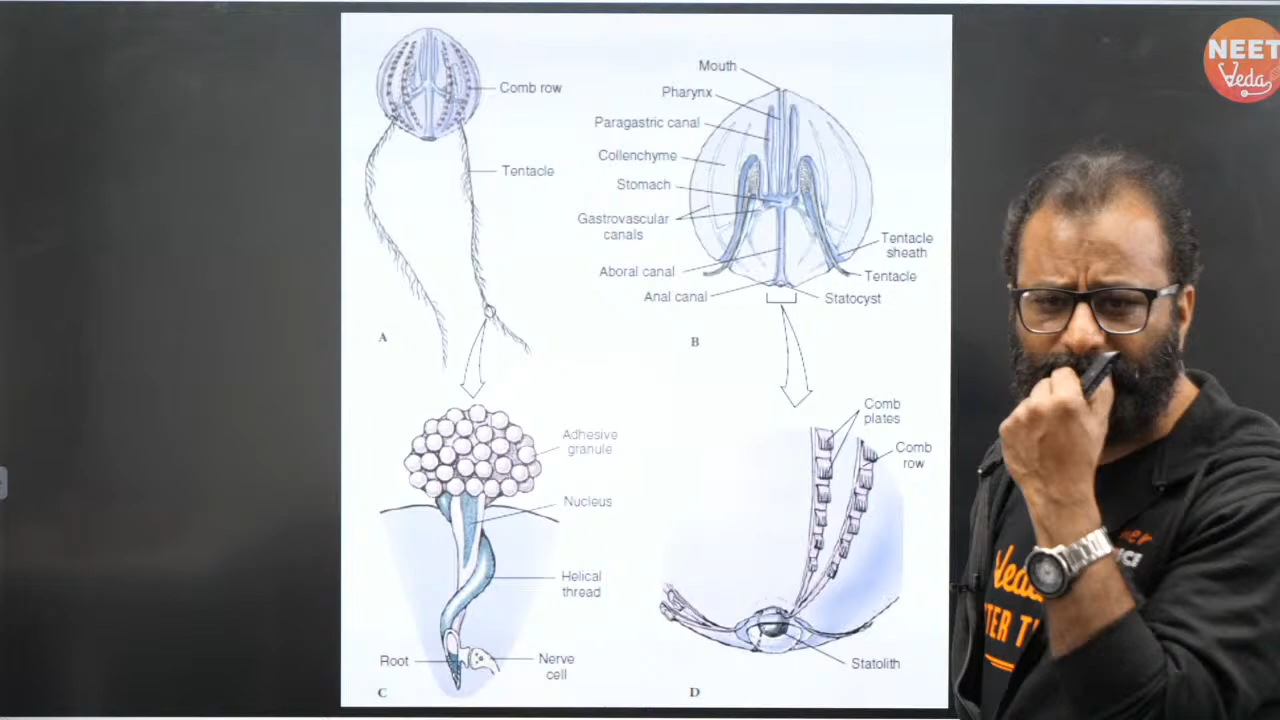 NEET
Veda
Comb row
Tentacle
A
Mouth
Pharynx
Paragastric canal
Collenchyme
Stomach
Gastrovascular
canals
Aboral canal
Anal canal
Tentacle
sheath
Tentacle
Statocyst
B
Adhesive
granule
Nucleus
Helical
thread
Root
Nerve
cell
C
Comb
plates
Comb
row
Statolith
D